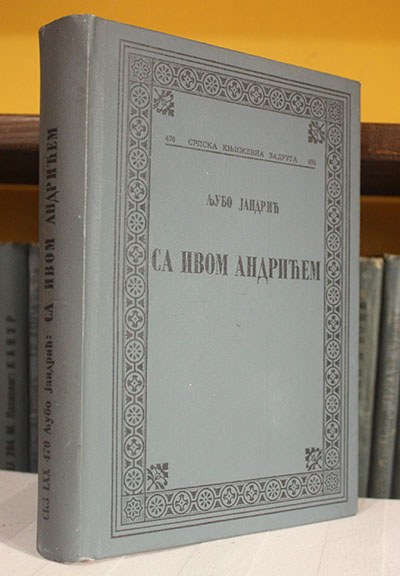 470 СРПСКА КЊИЖЕВНА ЗАДРУГА 470
ЉУБО ЈАНДРИЋ
СА ИВОМ АНДРИЋЕМ
СКЗ LXX 470 Љубо Јандрић: СА ИВОМ АНДРИЋЕМ